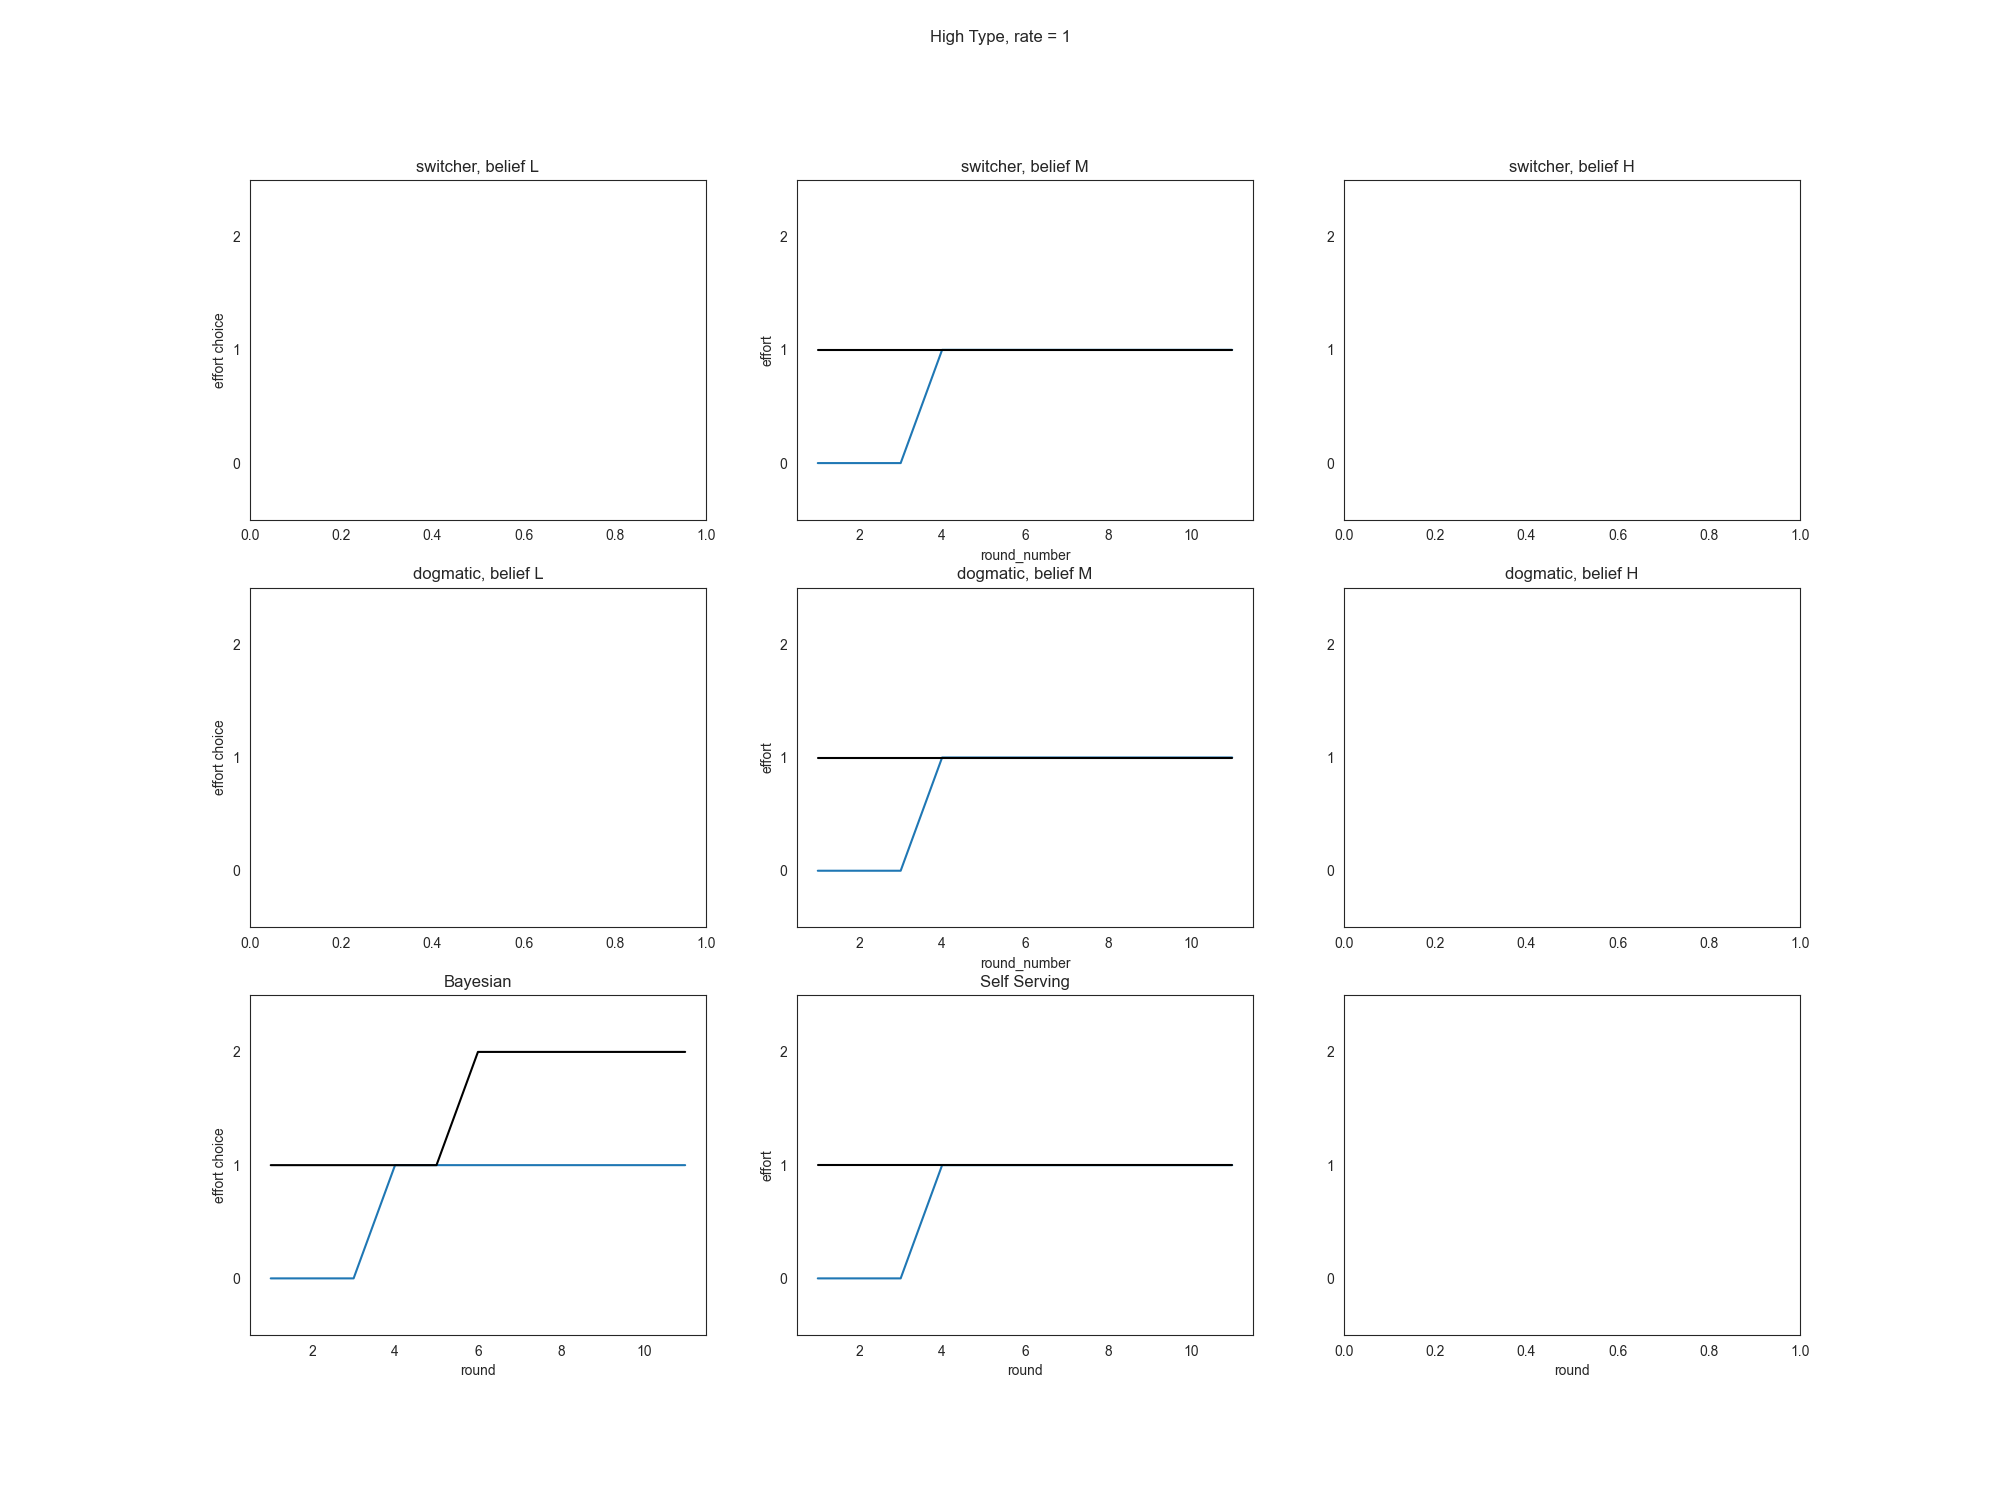 High Type, rate = 1
switcher, belief L
switcher, belief M
switcher, belief H
effort choice
2
1
0
0.0 0.2 0.4 0.6 0.8 1.0
effort
2
1
0
2 4 6 8 10
round_number
2
1
0
0.0 0.2 0.4 0.6 0.8 1.0
dogmatic, belief L
dogmatic, belief M
dogmatic, belief H
effort choice
2
1
0
0.0 0.2 0.4 0.6 0.8 1.0
effort
2
1
0
2 4 6 8 10
round_number
2
1
0
0.0 0.2 0.4 0.6 0.8 1.0
Bayesian
Self Serving
effort choice
2
1
0
2 4 6 8 10
round
effort
2
1
0
2 4 6 8 10
round
2
1
0
0.0 0.2 0.4 0.6 0.8 1.0
round